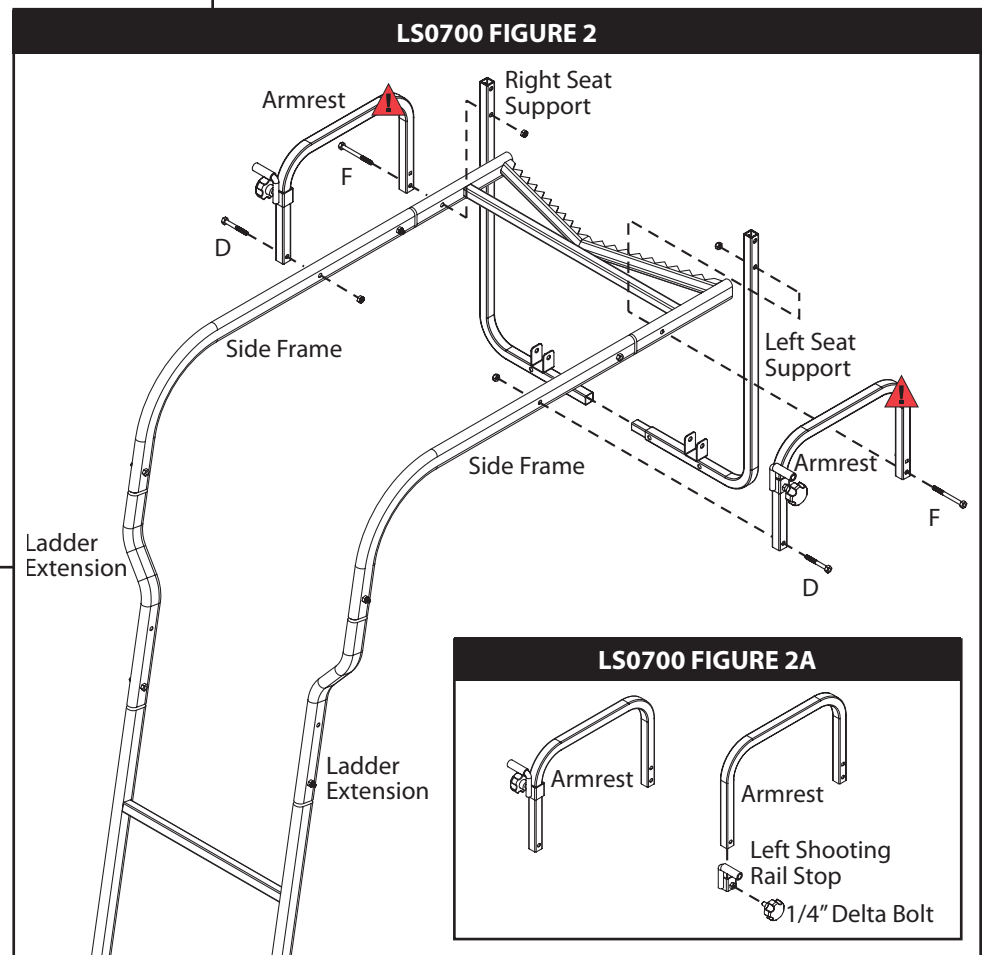 LS0700 FIGURE 2
Right Seat
Support
Armrest
!
F
D
Side Frame
Left Seat
Support
Side Frame
!
Armrest
F
D
Ladder
Extension
Ladder
Extension
LS0700 FIGURE 2A
Armrest
Armrest
Left Shooting
Rail Stop
1/4" Delta Bolt